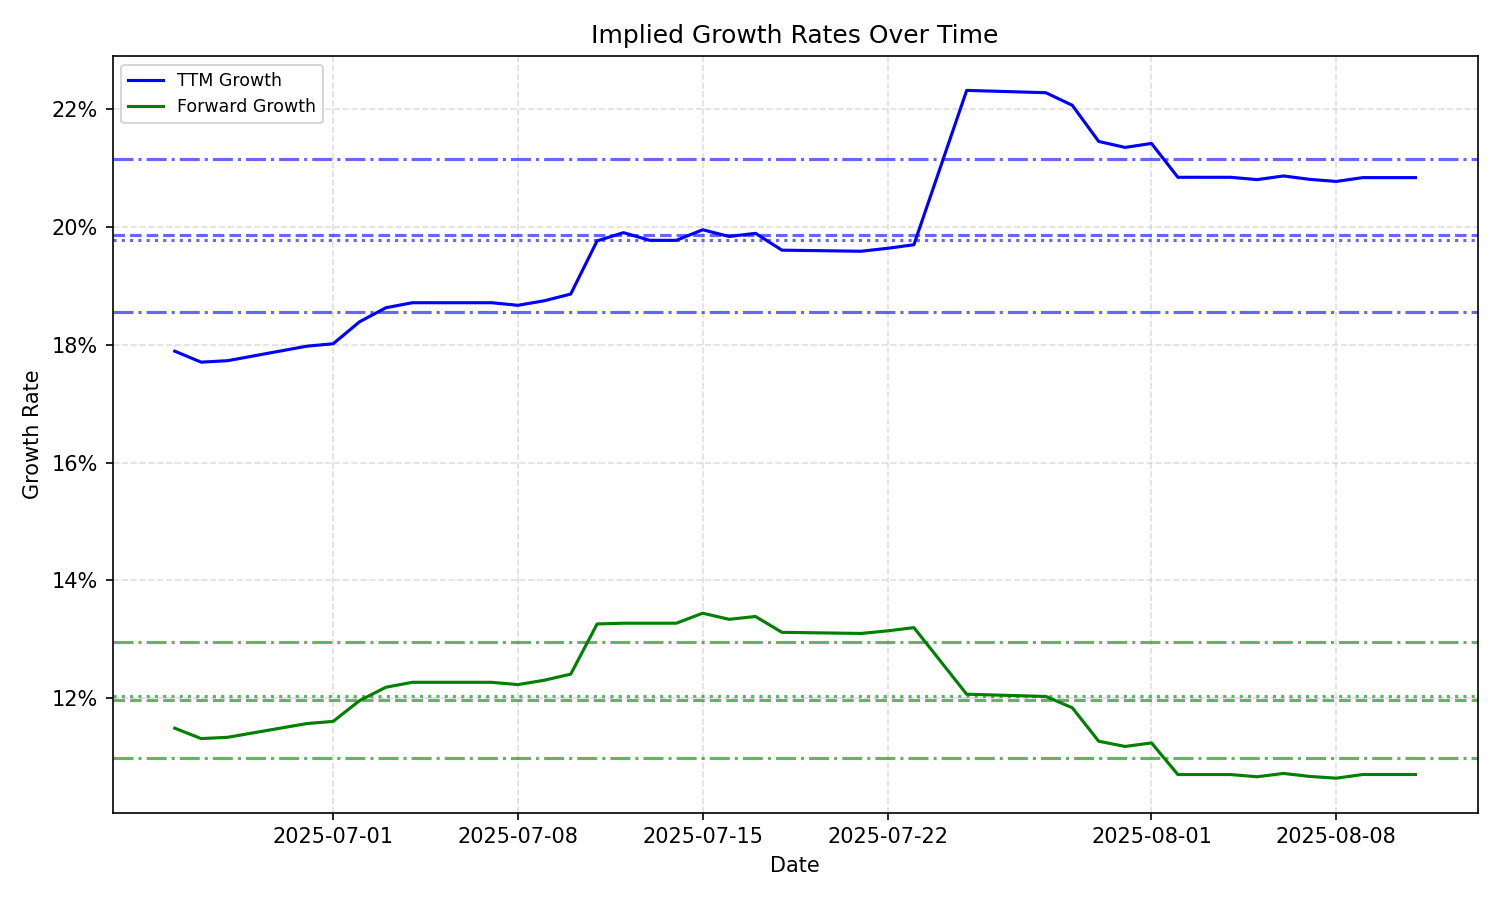 Implied Growth Rates Over Time
TTM Growth
Forward Growth
22%
20%
18%
16%
14%
12%
Growth Rate
2025-07-01
2025-07-08
2025-07-15
2025-07-22
2025-08-01
2025-08-08
Date